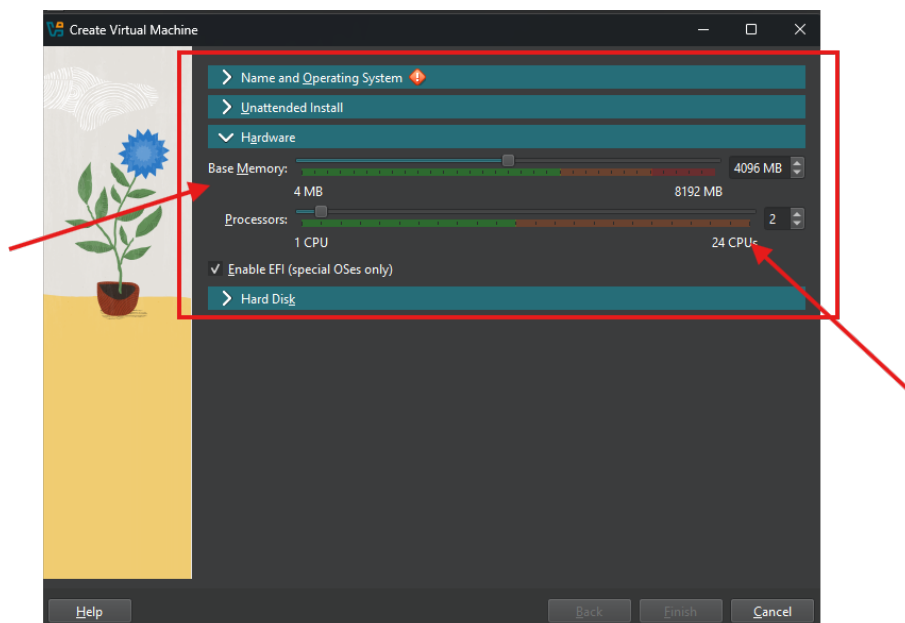 Create Virtual Machine
Name and Operating System
Unattended Install
Hardware
Base Memory: 4096 MB
4 MB 8192 MB
Processors: 2
1 CPU 24 CPUs
Enable EFI (special OSes only)
Hard Disk
Help Back Finish Cancel